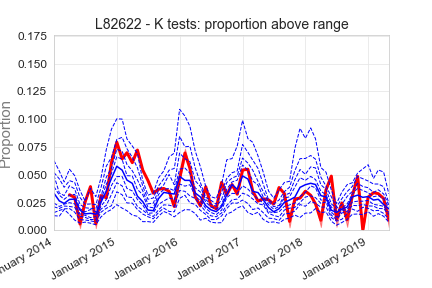 L82622 - K tests: proportion above range
Proportion
0.175
0.150
0.125
0.100
0.075
0.050
0.025
0.000
2014
January 2015
January 2016
January 2017
January 2018
January 2019